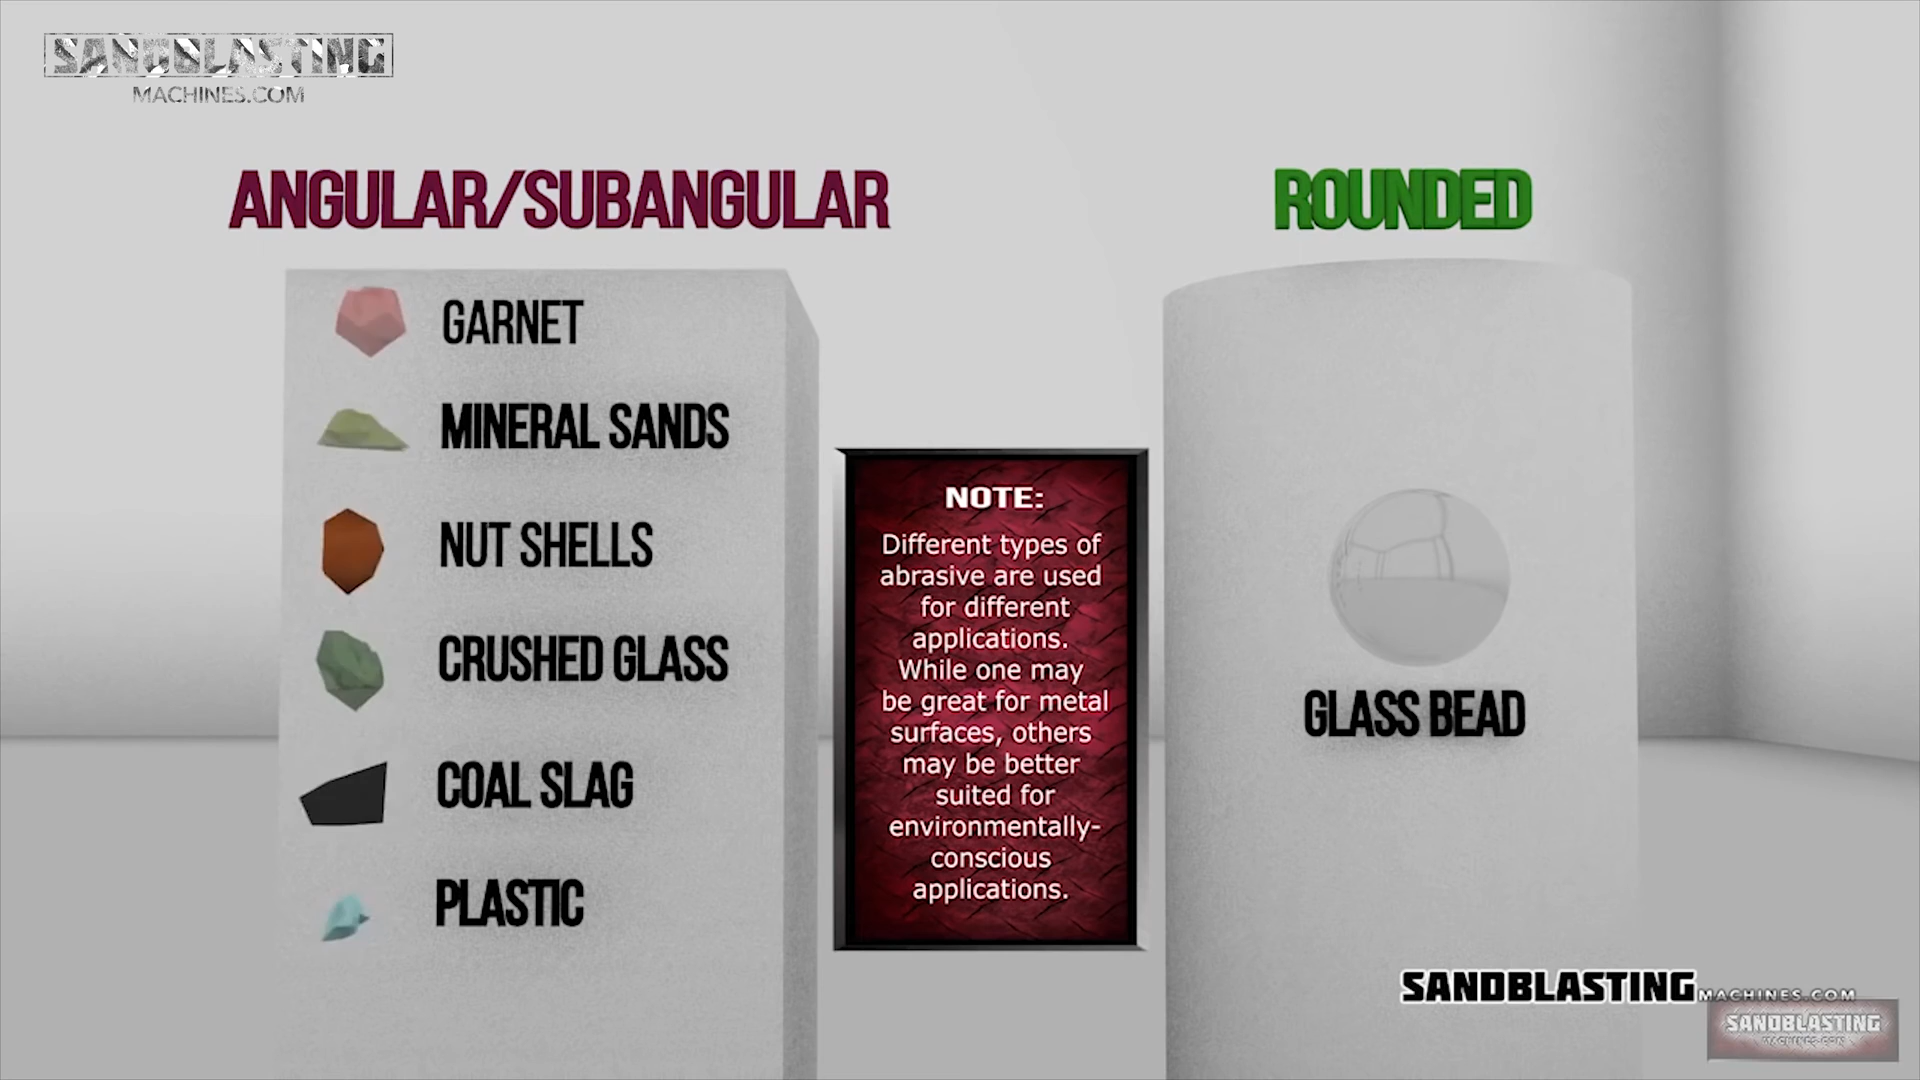 SANDBLASTING
MACHINES.COM
ANGULAR/SUBANGULAR
GARNET
MINERAL SANDS
NUT SHELLS
CRUSHED GLASS
COAL SLAG
PLASTIC
NOTE:
Different types of
abrasive are used
for different
applications.
While one may
be great for metal
surfaces, others
may be better
suited for
environmentally-
conscious
applications.
ROUNDED
GLASS BEAD
SANDBLASTING MACHINES.COM
SANDBLASTING
MACHINES.COM